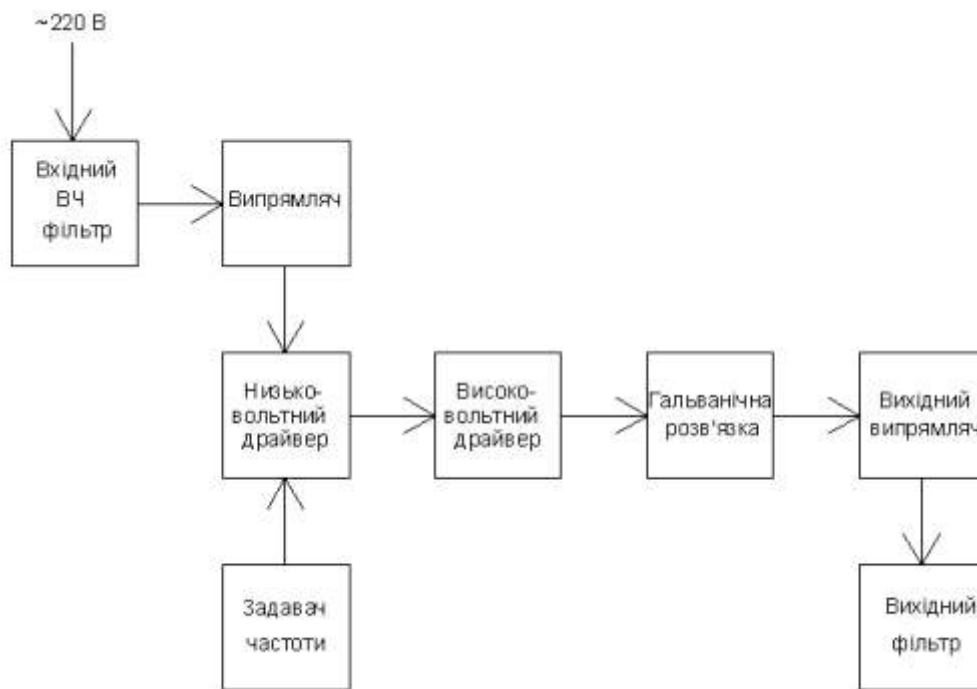 ~220 В
Вхідний
ВЧ
фільтр
Випрямляч
Низько-
вольтний
драйвер
Високо-
вольтний
драйвер
Гальванічна
розв'язка
Вихідний
випрямляч
Задавач
частоти
Вихідний
фільтр